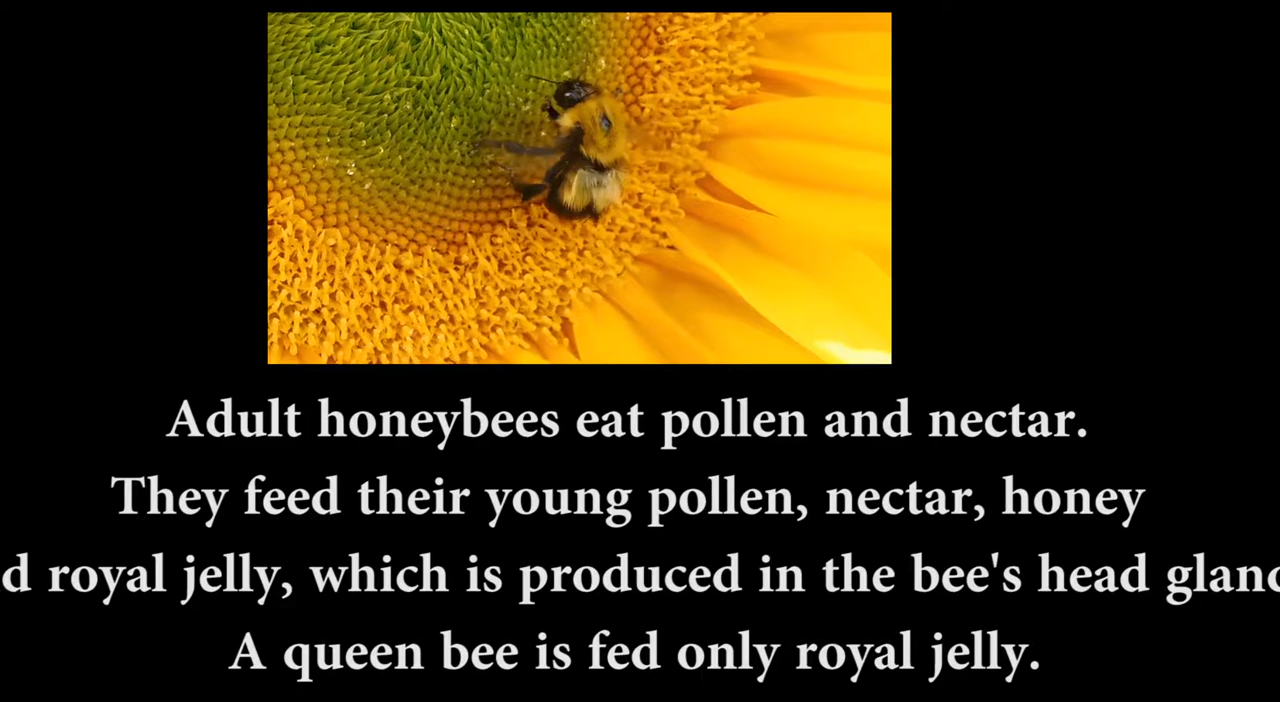 Adult honeybees eat pollen and nectar.
They feed their young pollen, nectar, honey
d royal jelly, which is produced in the bee's head glan
A queen bee is fed only royal jelly.